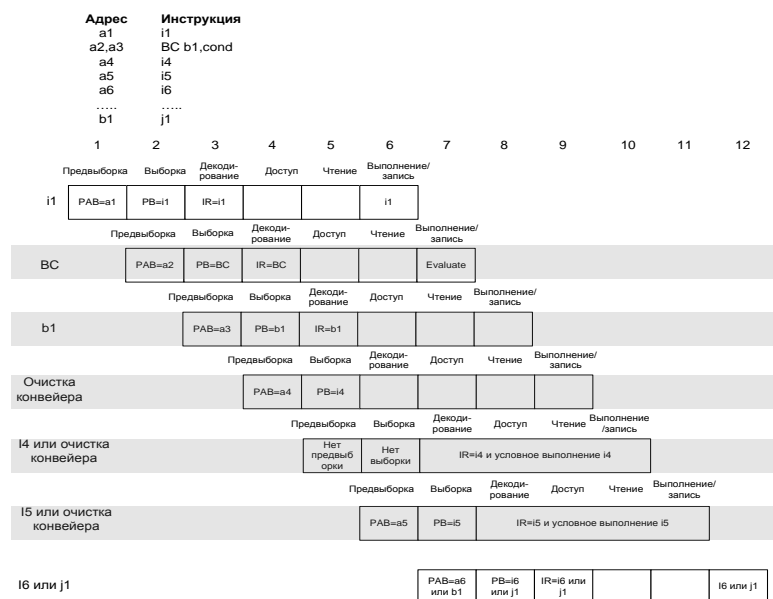 Адрес Инструкция
a1 i1
a2,a3 BC b1,cond
a4 i4
a5 i5
a6 i6
..... .....
b1 j1
1 2 3 4 5 6 7 8 9 10 11 12
Предвыборка Выборка Декоди-рование Доступ Чтение Выполнение/запись
i1 PAB=a1 PB=i1 IR=i1 i1
Предвыборка Выборка Декоди-рование Доступ Чтение Выполнение/запись
BC PAB=a2 PB=BC IR=BC Evaluate
Предвыборка Выборка Декоди-рование Доступ Чтение Выполнение/запись
b1 PAB=a3 PB=b1 IR=b1
Предвыборка Выборка Декоди-рование Доступ Чтение Выполнение/запись
Очистка
конвейера
PAB=a4 PB=i4
Предвыборка Выборка Декоди-рование Доступ Чтение Выполнение/запись
I4 или очистка
конвейера
Нет
предвыб
орки
Нет
выборки
IR=i4 и условное выполнение i4
Предвыборка Выборка Декоди-рование Доступ Чтение Выполнение/запись
I5 или очистка
конвейера
PAB=a5 PB=i5 IR=i5 и условное выполнение i5
I6 или j1
PAB=a6
или b1
PB=i6
или j1
IR=i6 или
j1
I6 или j1